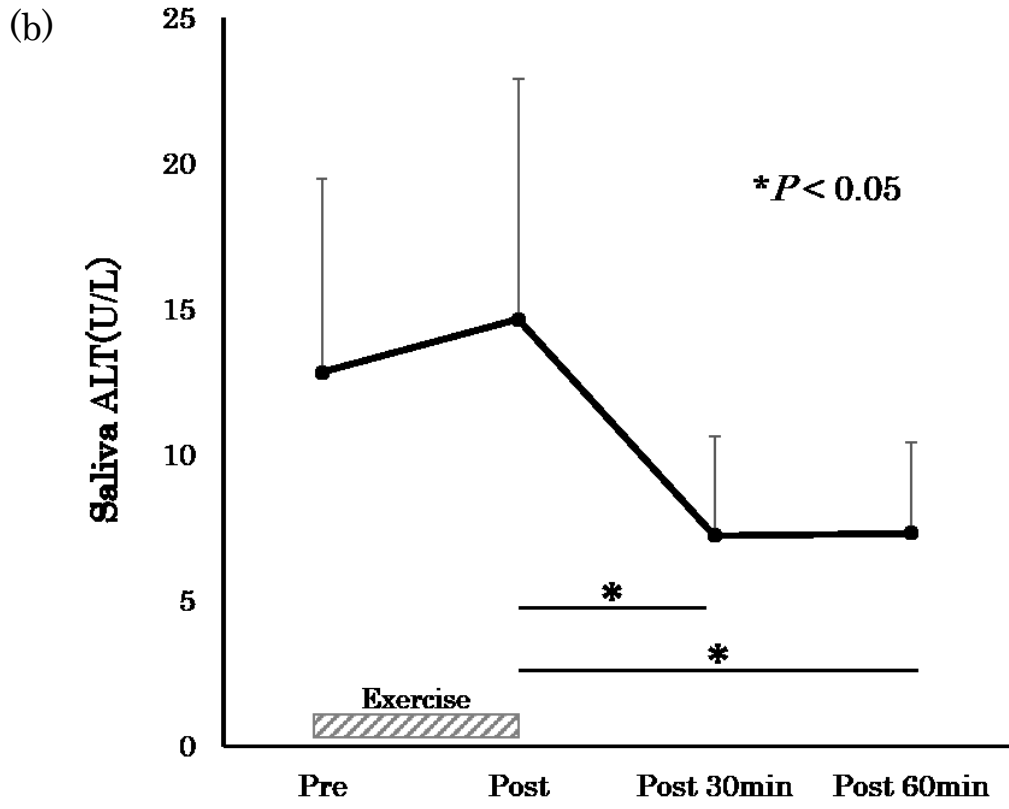 (b)
25
20
15
10
5
0
Saliva ALT(U/L)
*P< 0.05
*
*
Exercise
Pre
Post
Post 30min
Post 60min